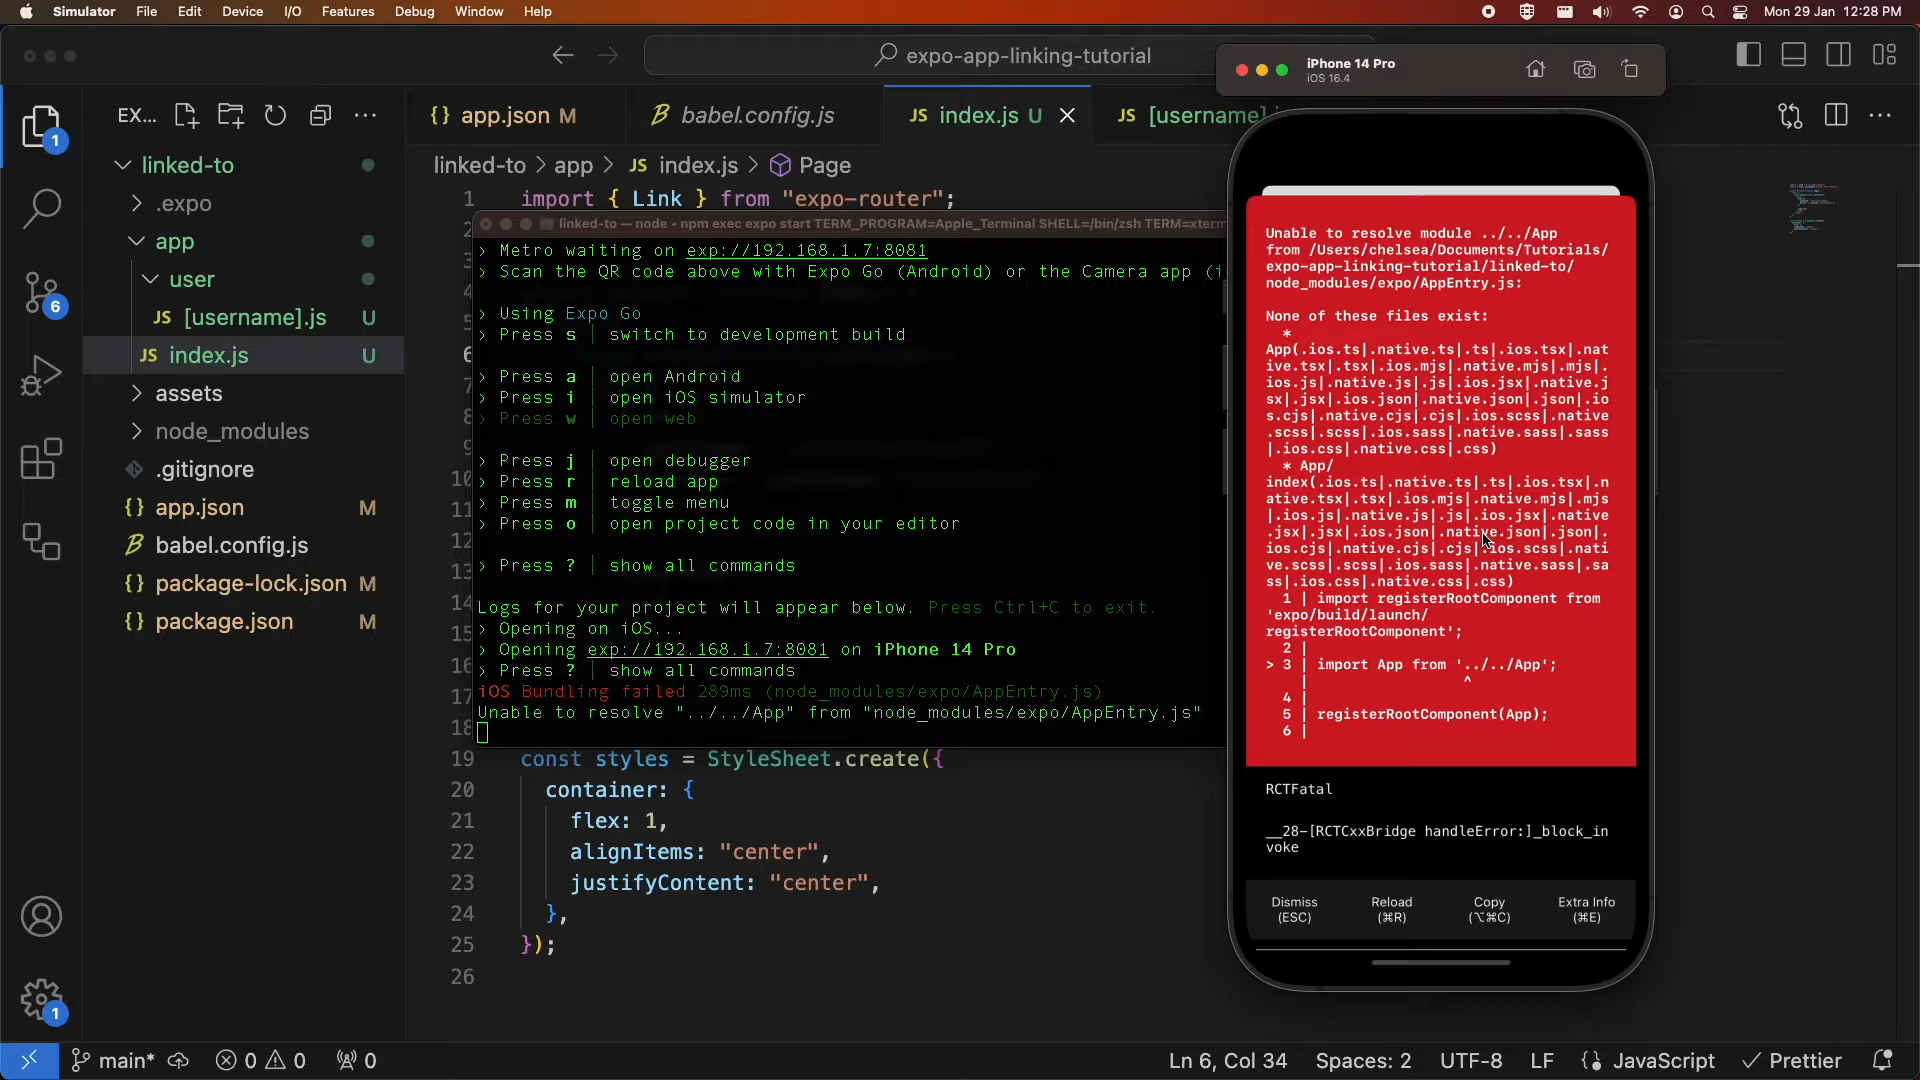 Simulator File Edit Device I/O Features Debug Window Help
Mon 29 Jan 12:28 PM
expo-app-linking-tutorial
iPhone 14 Pro
iOS 16.4
EX...
{} app.json M
babel.config.js
JS index.js U
JS [username].
linked-to > app > JS index.js > Page
linked-to
.expo
app
user
JS [username].js U
JS index.js U
assets
node_modules
.gitignore
{} app.json M
babel.config.js
{} package-lock.json M
{} package.json M
1
6
1
1 import { Link } from "expo-router";
linked-to — node • npm exec expo start TERM_PROGRAM=Apple_Terminal SHELL=/bin/zsh TERM=xterm
› Metro waiting on exp://192.168.1.7:8081
› Scan the QR code above with Expo Go (Android) or the Camera app (i
› Using Expo Go
› Press s │ switch to development build
› Press a │ open Android
› Press i │ open iOS simulator
› Press w │ open web
› Press j │ open debugger
› Press r │ reload app
› Press m │ toggle menu
› Press o │ open project code in your editor
› Press ? │ show all commands
Logs for your project will appear below. Press Ctrl+C to exit.
› Opening on iOS...
› Opening exp://192.168.1.7:8081 on iPhone 14 Pro
› Press ? │ show all commands
iOS Bundling failed 289ms (node_modules/expo/AppEntry.js)
Unable to resolve "../../App" from "node_modules/expo/AppEntry.js"
19 const styles = StyleSheet.create({
20 container: {
21 flex: 1,
22 alignItems: "center",
23 justifyContent: "center",
24 },
25 });
26
Unable to resolve module ../../App
from /Users/chelsea/Documents/Tutorials/
expo-app-linking-tutorial/linked-to/
node_modules/expo/AppEntry.js:
None of these files exist:
*
App(.ios.ts|.native.ts|.ts|.ios.tsx|.nat
ive.tsx|.tsx|.ios.mjs|.native.mjs|.mjs|.
ios.js|.native.js|.js|.ios.jsx|.native.j
sx|.jsx|.ios.json|.native.json|.json|.io
s.cjs|.native.cjs|.cjs|.ios.scss|.native
.scss|.scss|.ios.sass|.native.sass|.sass
|.ios.css|.native.css|.css)
* App/
index(.ios.ts|.native.ts|.ts|.ios.tsx|.n
ative.tsx|.tsx|.ios.mjs|.native.mjs|.mjs
|.ios.js|.native.js|.js|.ios.jsx|.native
.jsx|.jsx|.ios.json|.native.json|.json|.
ios.cjs|.native.cjs|.cjs|.ios.scss|.nati
ve.scss|.scss|.ios.sass|.native.sass|.sa
ss|.ios.css|.native.css|.css)
1 | import registerRootComponent from
'expo/build/launch/
registerRootComponent';
2 |
> 3 | import App from '../../App';
| ^
4 |
5 | registerRootComponent(App);
6 |
RCTFatal
__28-[RCTCxxBridge handleError:]_block_in
voke
Dismiss
(ESC)
Reload
(⌘R)
Copy
(⌥⌘C)
Extra Info
(⌘E)
main* 0 0 0
Ln 6, Col 34 Spaces: 2 UTF-8 LF {} JavaScript Prettier